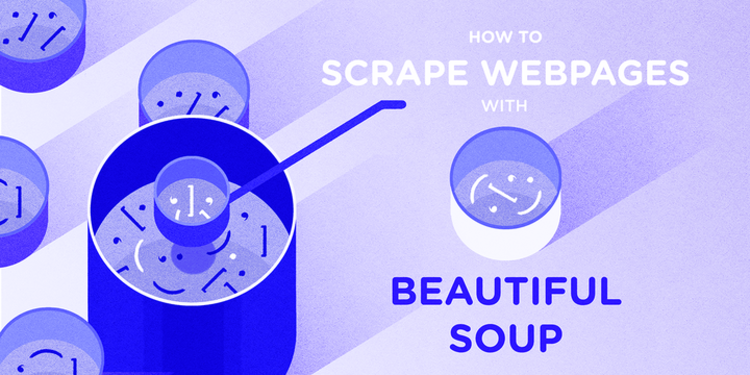 HOW TO
SCRAPE WEBPAGES
WITH
BEAUTIFUL
SOUP